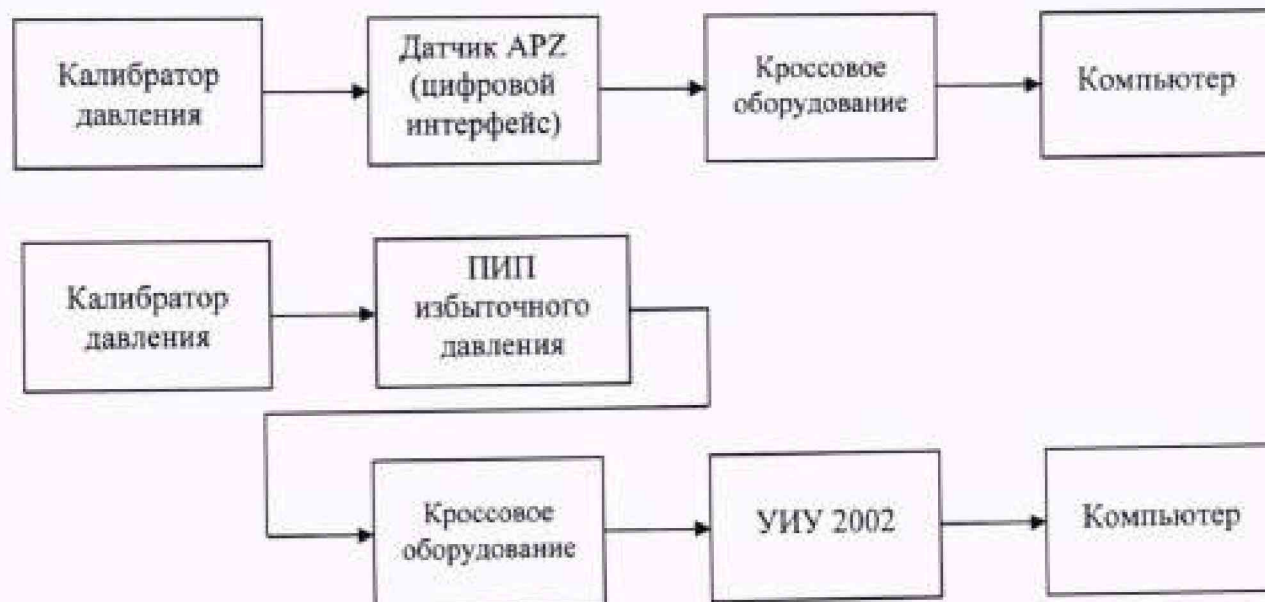 Калибратор
давления
Датчик APZ
(цифровой
интерфейс)
Кроссовое
оборудование
Компьютер
Калибратор
давления
ПИП
избыточного
давления
Кроссовое
оборудование
УИУ 2002
Компьютер